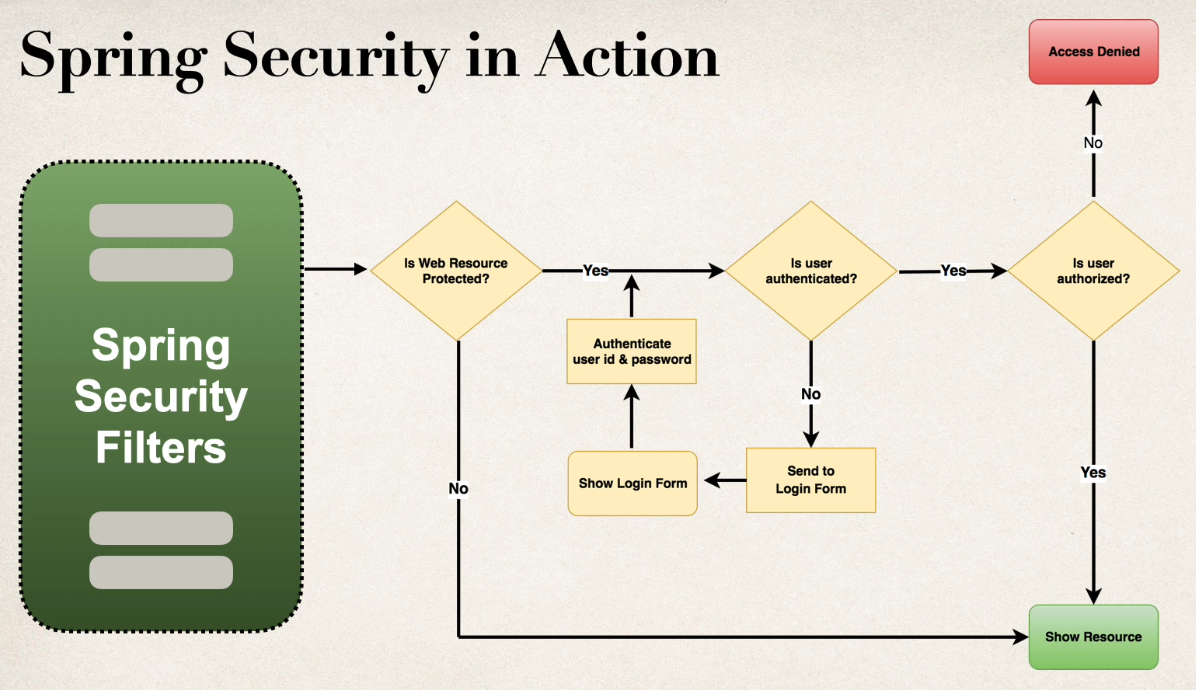 Spring Security in Action
Access Denied
No
Spring
Security
Filters
Is Web Resource
Protected?
Yes
Is user
authenticated?
Yes
Is user
authorized?
Authenticate
user id & password
No
Show Login Form
Send to
Login Form
No
Yes
Show Resource